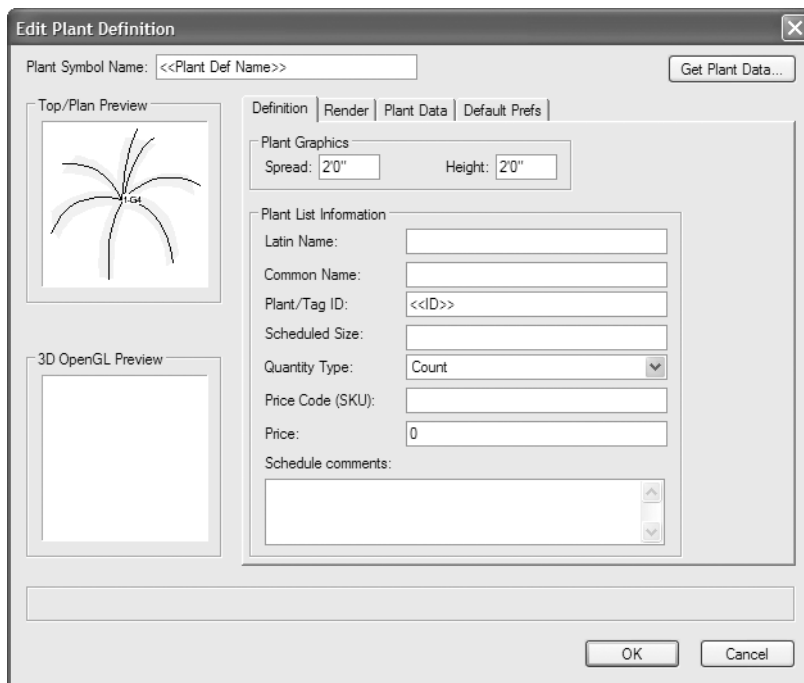 Edit Plant Definition
Plant Symbol Name: <<Plant Def Name>> Get Plant Data...
Top/Plan Preview
1-G4
3D OpenGL Preview
Definition Render Plant Data Default Prefs
Plant Graphics
Spread: 2'0" Height: 2'0"
Plant List Information
Latin Name:
Common Name:
Plant/Tag ID: <<ID>>
Scheduled Size:
Quantity Type: Count
Price Code (SKU):
Price: 0
Schedule comments:
OK Cancel